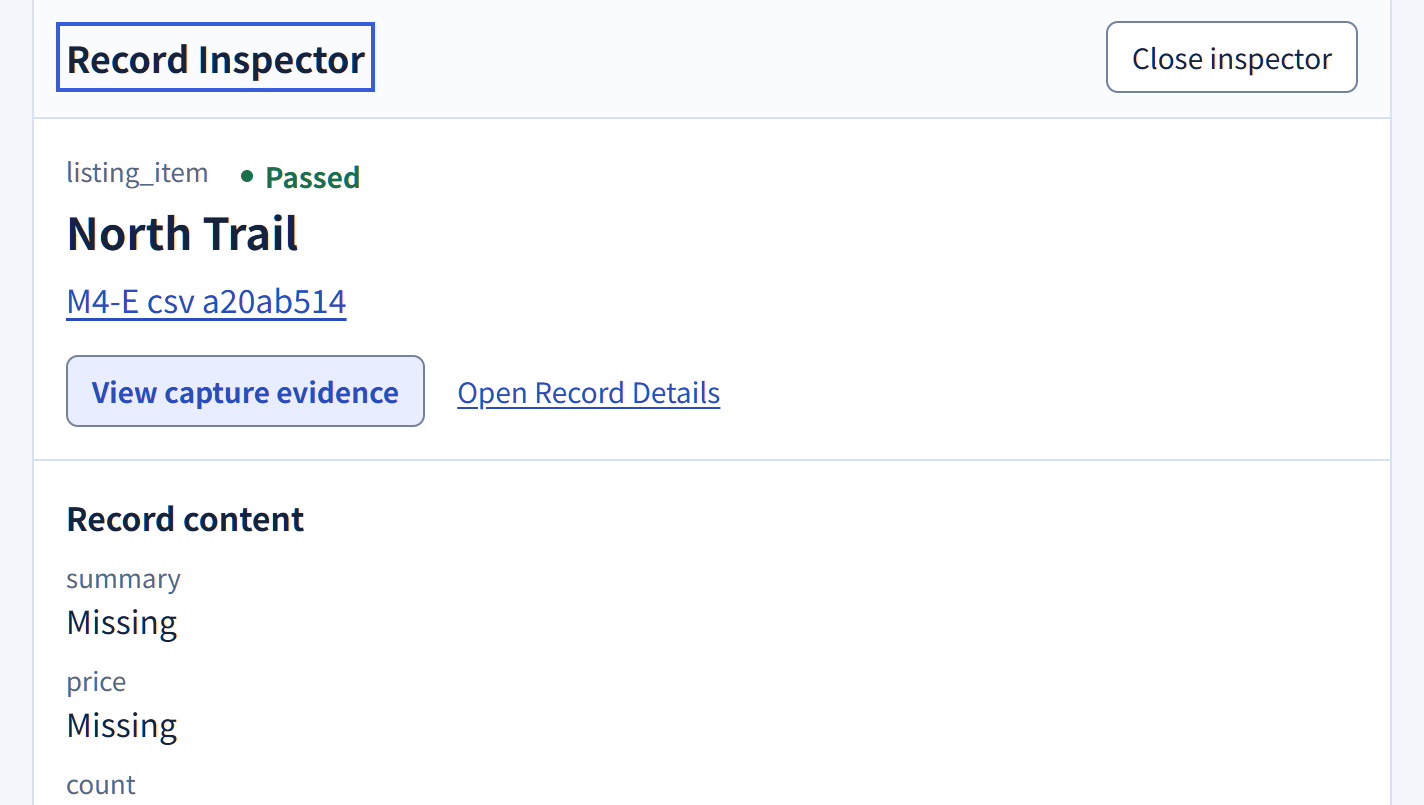 Record Inspector
Close inspector
listing_item
Passed
North Trail
M4-E csv a20ab514
View capture evidence
Open Record Details
Record content
summary
Missing
price
Missing
count